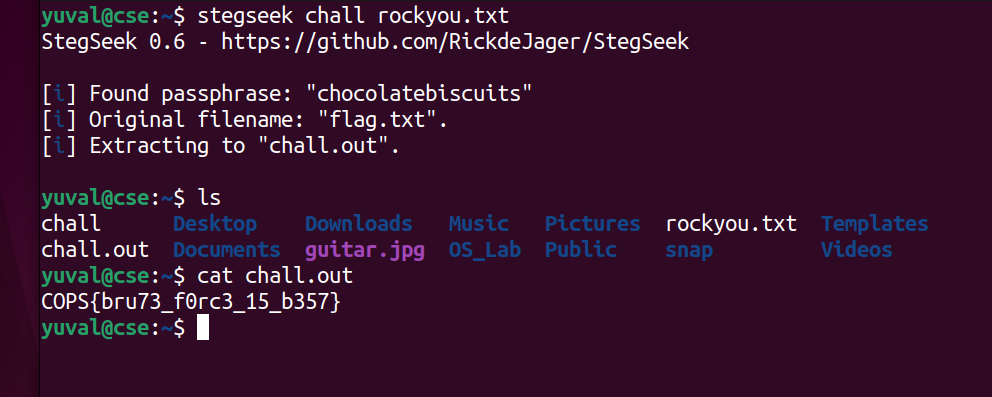 yuval@cse:~$ stegseek chall rockyou.txt
StegSeek 0.6 - https://github.com/RickdeJager/StegSeek
[i] Found passphrase: "chocolatebiscuits"
[i] Original filename: "flag.txt".
[i] Extracting to "chall.out".
yuval@cse:~$ ls
chall Desktop Downloads Music Pictures rockyou.txt Templates
chall.out Documents guitar.jpg OS_Lab Public snap Videos
yuval@cse:~$ cat chall.out
COPS{bru73_f0rc3_15_b357}
yuval@cse:~$